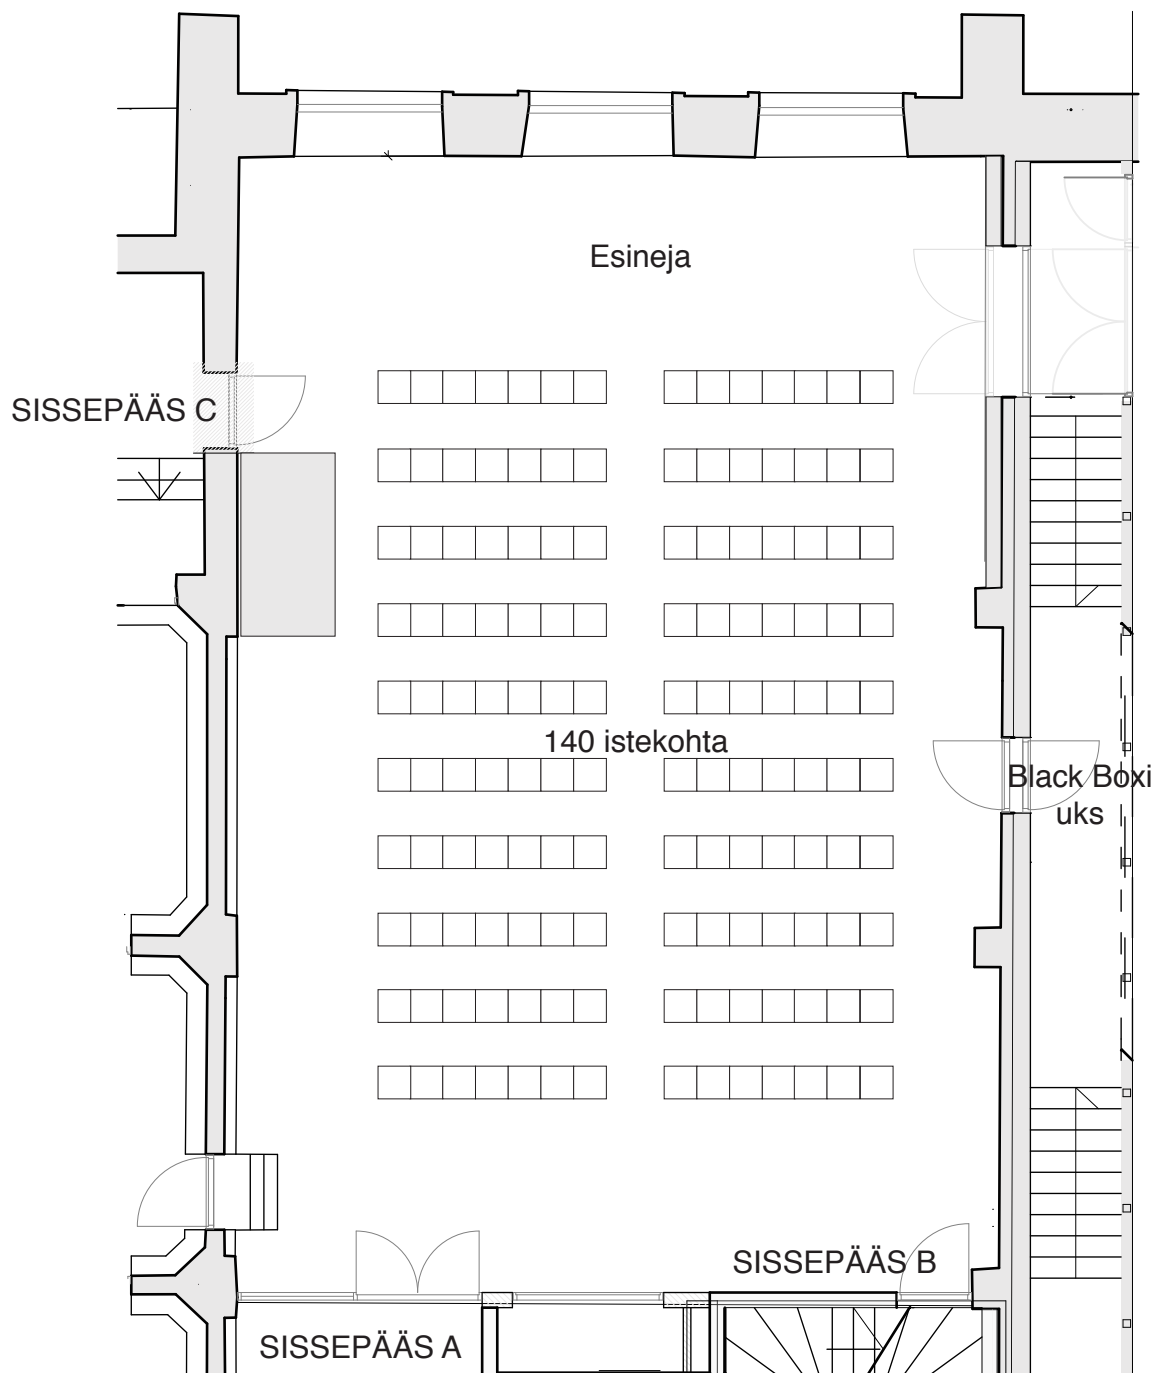 Esineja
SISSEPÄÄS C
140 istekohta
Black Boxi
uks
SISSEPÄÄS B
SISSEPÄÄS A